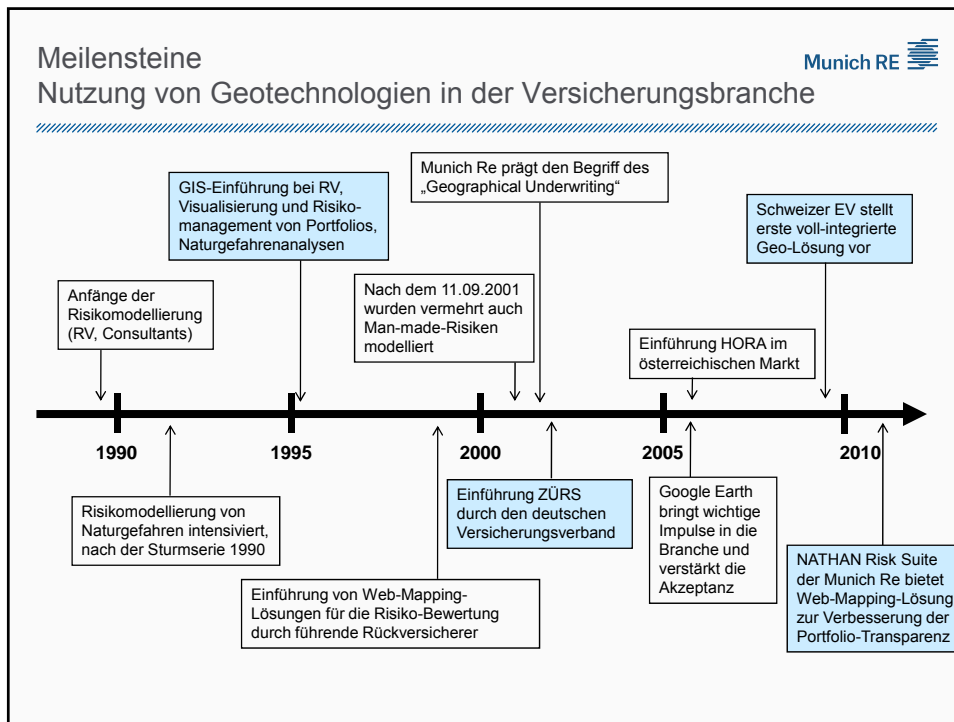 Meilensteine
Nutzung von Geotechnologien in der Versicherungsbranche
Munich RE
Munich Re prägt den Begriff des
„Geographical Underwriting“
GIS-Einführung bei RV,
Visualisierung und Risiko-
management von Portfolios,
Naturgefahrenanalysen
Schweizer EV stellt
erste voll-integrierte
Geo-Lösung vor
Anfänge der
Risikomodellierung
(RV, Consultants)
Nach dem 11.09.2001
wurden vermehrt auch
Man-made-Risiken
modelliert
Einführung HORA im
österreichischen Markt
1990
1995
2000
2005
2010
Risikomodellierung von
Naturgefahren intensiviert,
nach der Sturmserie 1990
Einführung von Web-Mapping-
Lösungen für die Risiko-Bewertung
durch führende Rückversicherer
Einführung ZÜRS
durch den deutschen
Versicherungsverband
Google Earth
bringt wichtige
Impulse in die
Branche und
verstärkt die
Akzeptanz
NATHAN Risk Suite
der Munich Re bietet
Web-Mapping-Lösung
zur Verbesserung der
Portfolio-Transparenz